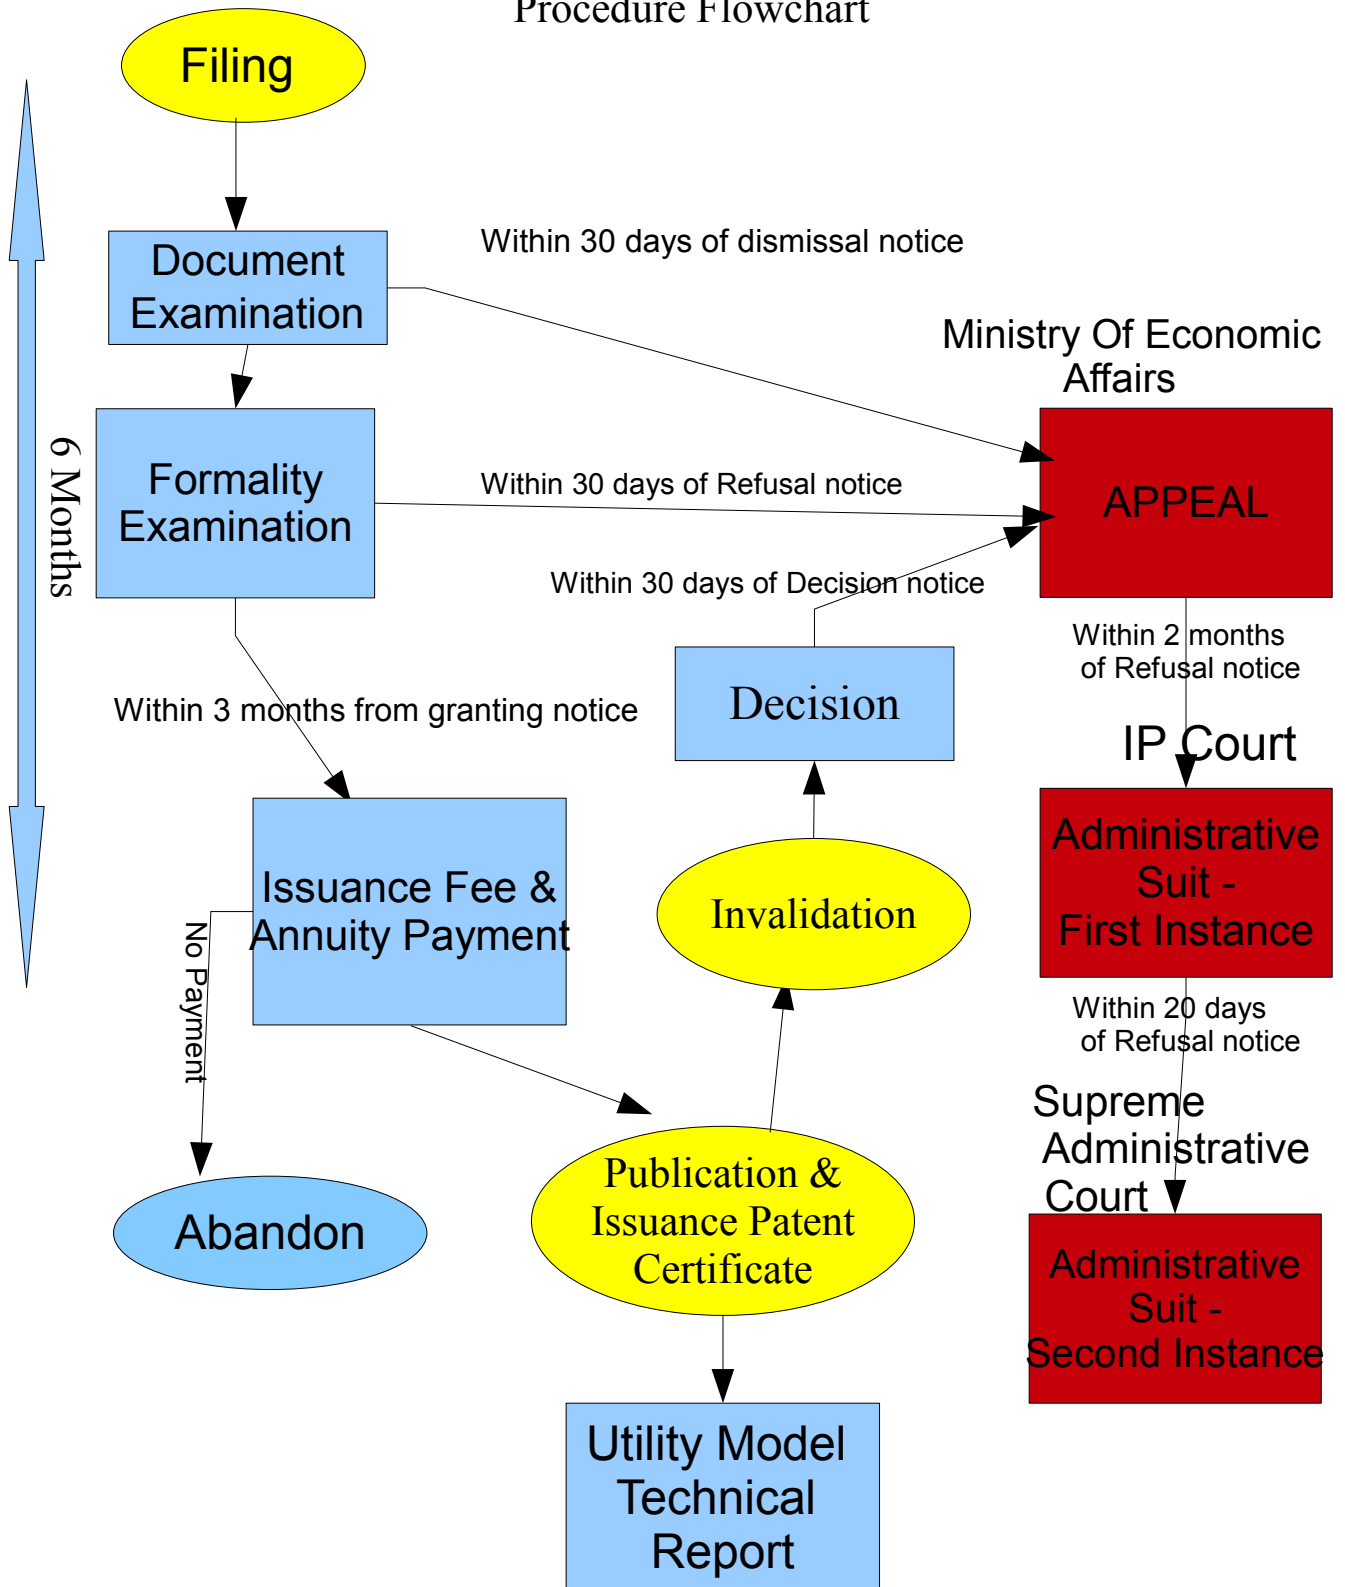 Procedure Flowchart
Filing
Document
Examination
Within 30 days of dismissal notice
Ministry Of Economic
Affairs
6 Months
Formality
Examination
Within 30 days of Refusal notice
APPEAL
Within 30 days of Decision notice
Within 2 months
of Refusal notice
Decision
Within 3 months from granting notice
IP Court
Issuance Fee &
Annuity Payment
Invalidation
Administrative
Suit -
First Instance
No Payment
Within 20 days
of Refusal notice
Supreme
Administrative
Court
Abandon
Publication &
Issuance Patent
Certificate
Administrative
Suit -
Second Instance
Utility Model
Technical
Report